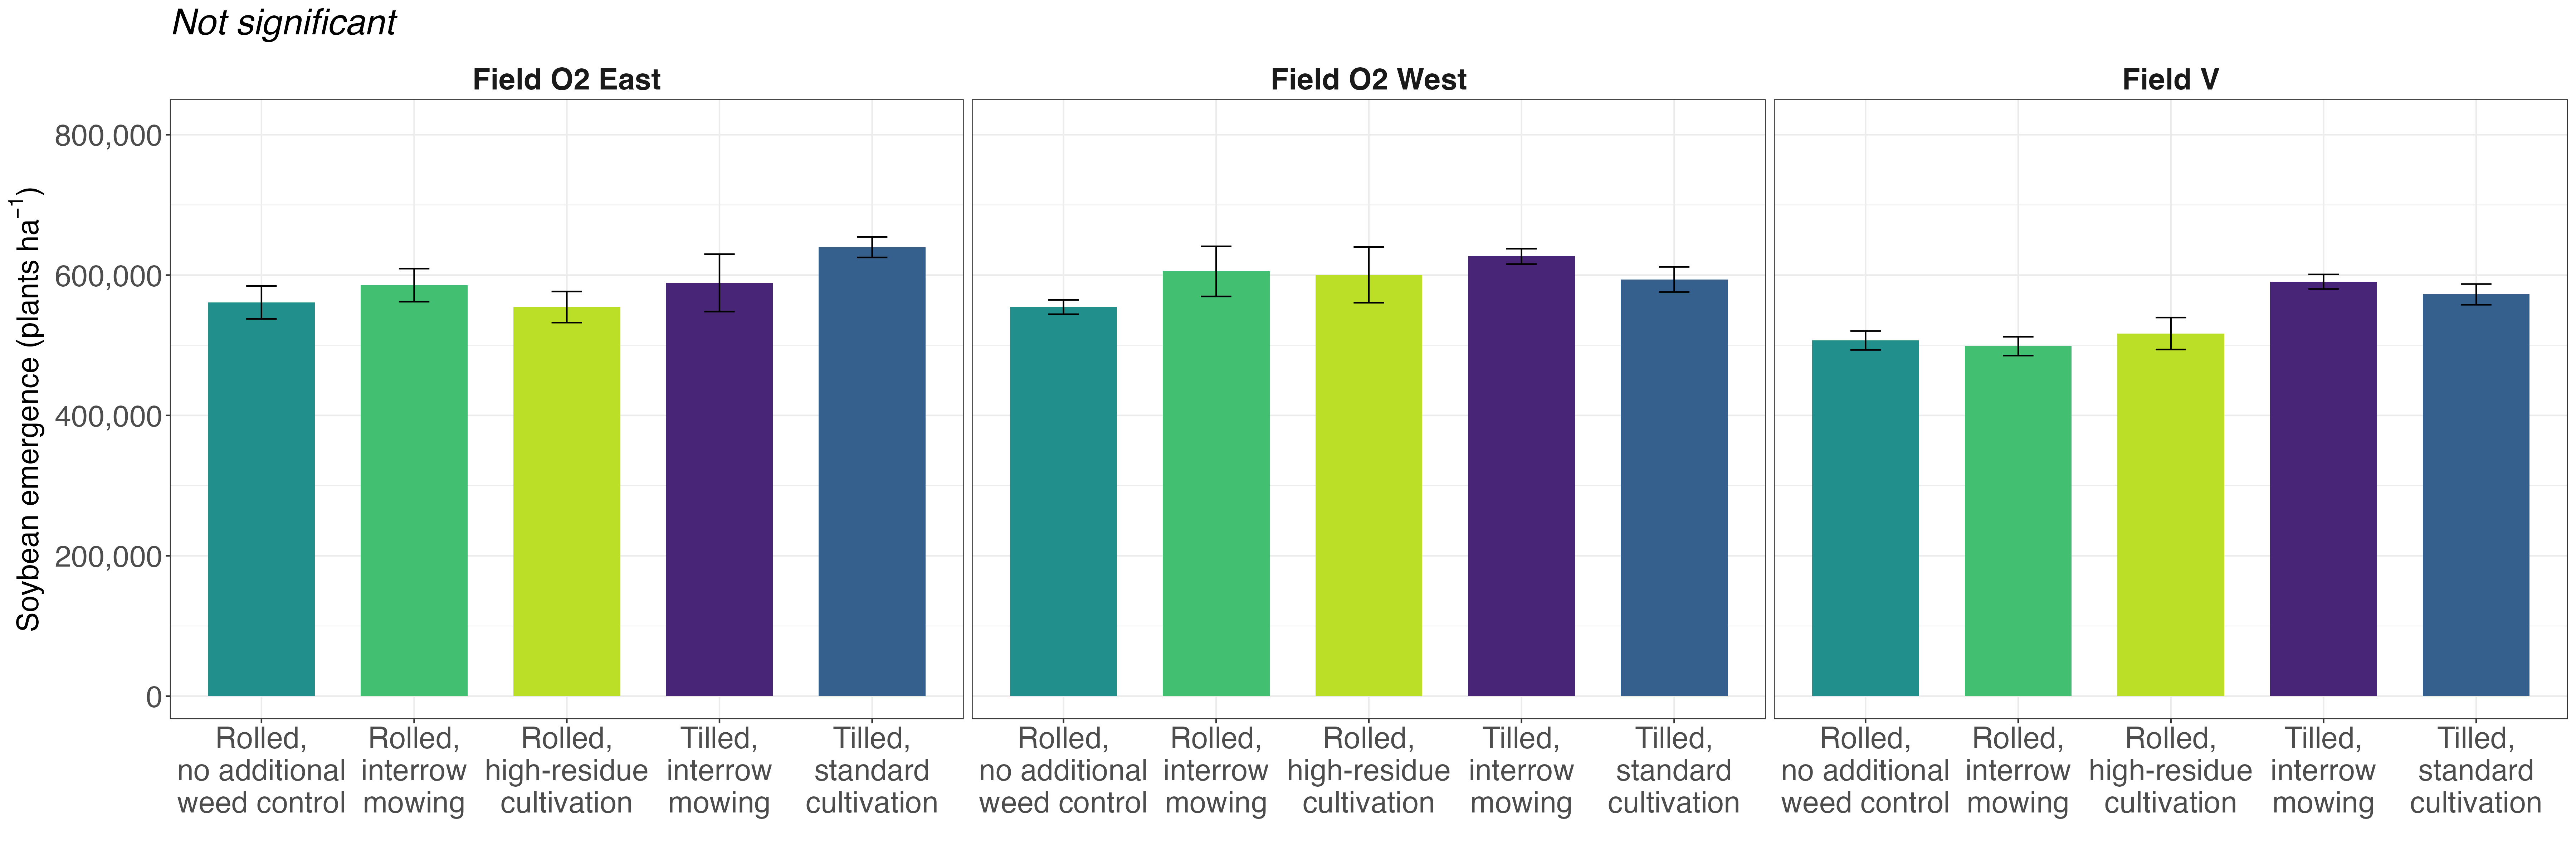 Not significant
Field O2 East
Field O2 West
Field V
Soybean emergence (plants ha⁻¹)
800,000
600,000
400,000
200,000
0
Rolled,
no additional
weed control
Rolled,
interrow
mowing
Rolled,
high-residue
cultivation
Tilled,
interrow
mowing
Tilled,
standard
cultivation
Rolled,
no additional
weed control
Rolled,
interrow
mowing
Rolled,
high-residue
cultivation
Tilled,
interrow
mowing
Tilled,
standard
cultivation
Rolled,
no additional
weed control
Rolled,
interrow
mowing
Rolled,
high-residue
cultivation
Tilled,
interrow
mowing
Tilled,
standard
cultivation